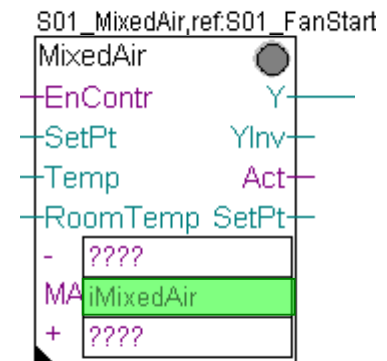 S01_MixedAir,ref:S01_FanStart
MixedAir
EnContr Y
SetPt YInv
Temp Act
RoomTemp SetPt
- ????
MA iMixedAir
+ ????